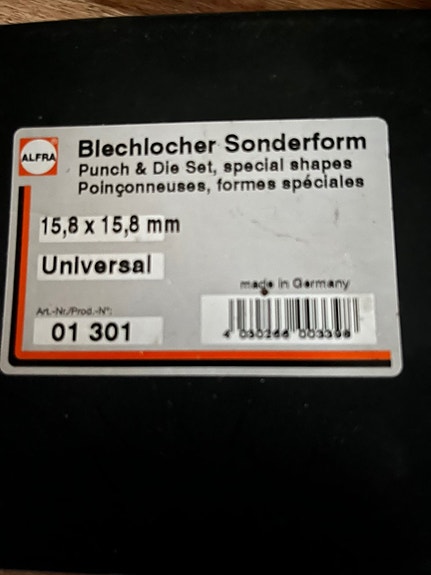 ALFRA
Blechlocher Sonderform
Punch & Die Set, special shapes
Poinçonneuses, formes spéciales
15,8 x 15,8 mm
Universal
made in Germany
Art.-Nr./Prod.-N°:
01 301